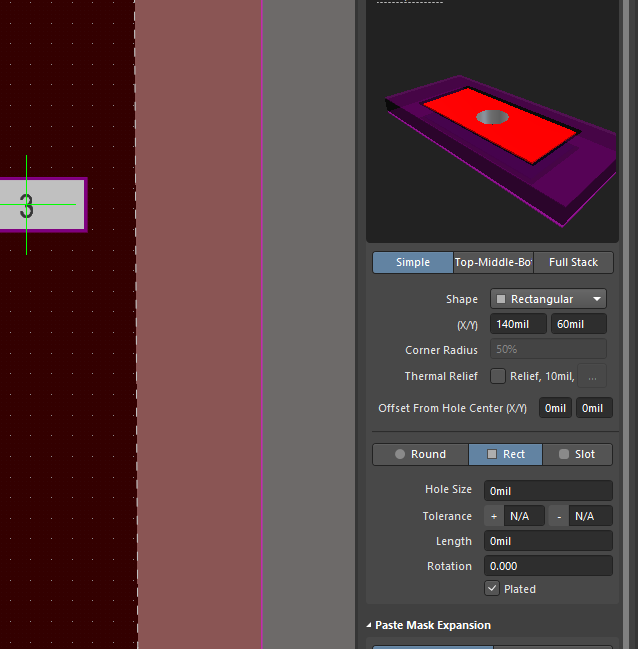 3
Simple Top-Middle-Bo Full Stack
Shape Rectangular
(X/Y) 140mil 60mil
Corner Radius 50%
Thermal Relief Relief, 10mil, ...
Offset From Hole Center (X/Y) 0mil 0mil
Round Rect Slot
Hole Size 0mil
Tolerance + N/A - N/A
Length 0mil
Rotation 0.000
Plated
Paste Mask Expansion